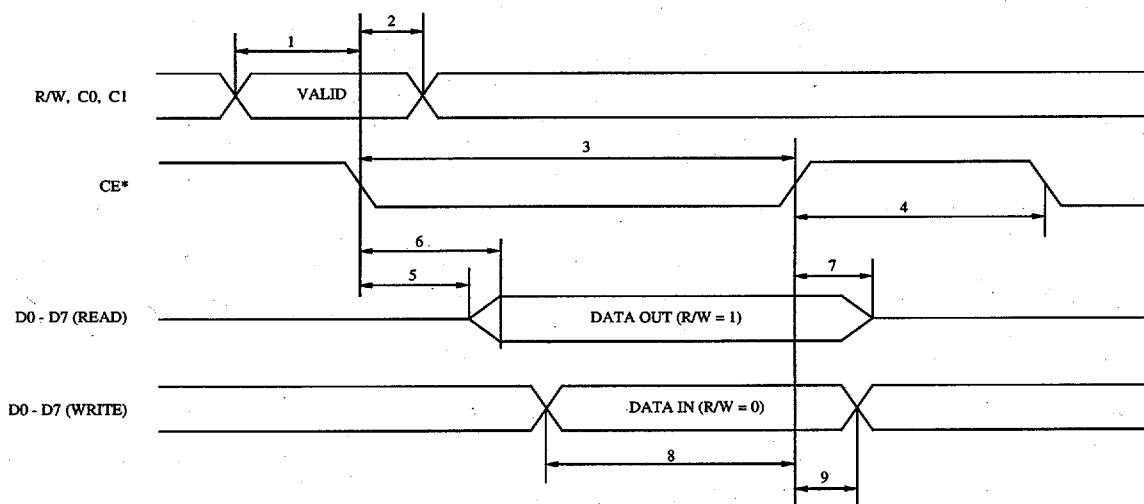 2
1
R/W, C0, C1
VALID
3
CE*
4
6
5
7
D0 - D7 (READ)
DATA OUT (R/W = 1)
D0 - D7 (WRITE)
DATA IN (R/W = 0)
8
9